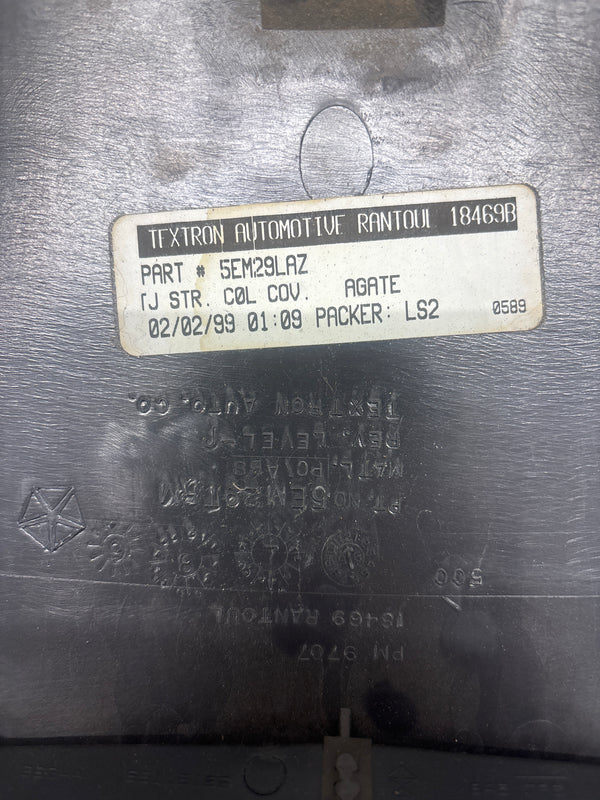 TEXTRON AUTOMOTIVE RANTOUL 18469B
PART # 5EM29LAZ
TJ STR. COL COV. AGATE
02/02/99 01:09 PACKER: LS2 0589
TEXTRON AUTO. CO.
REV. LEVEL-
MAT'L. PC/ABS
PT. NO.
500
18469 RANTOUL
PN 9707